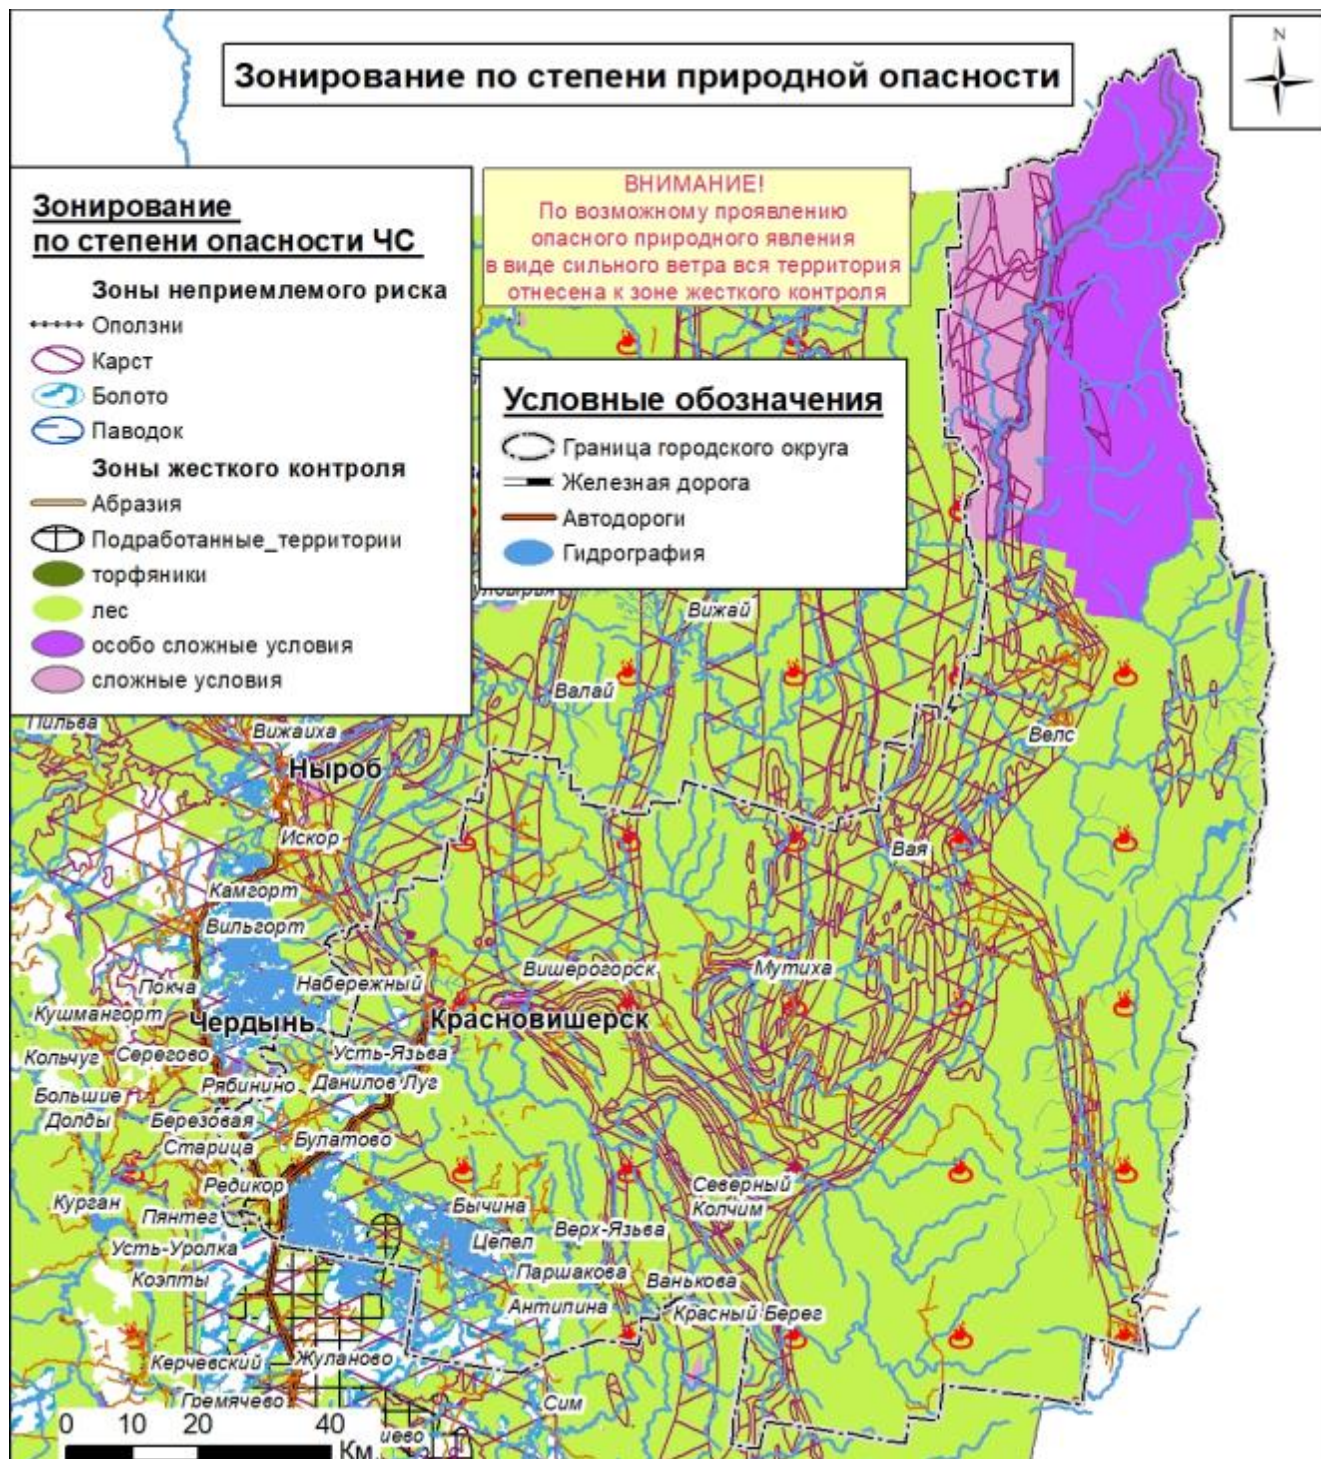 Зонирование по степени природной опасности
N
ВНИМАНИЕ!
По возможному проявлению
опасного природного явления
в виде сильного ветра вся территория
отнесена к зоне жесткого контроля
Зонирование
по степени опасности ЧС
Зоны неприемлемого риска
Оползни
Карст
Болото
Паводок
Зоны жесткого контроля
Абразия
Подработанные_территории
торфяники
лес
особо сложные условия
сложные условия
Условные обозначения
Граница городского округа
Железная дорога
Автодороги
Гидрография
Вижай
Валай
Пильва
Вижаиха
Велс
Ныроб
Искор
Вая
Камгорт
Вильгорт
Набережный
Вишерогорск
Мутиха
Покча
Кушмангорт
Чердынь
Красновишерск
Кольчуг
Серегово
Усть-Язьва
Рябинино
Данилов Луг
Большие
Долды
Березовая
Старица
Булатово
Редикор
Северный
Колчим
Курган
Пянтег
Бычина
Верх-Язьва
Усть-Уролка
Цепел
Коэпты
Паршакова
Ванькова
Антипина
Красный Берег
Керчевский
Жуланово
Гремячево
Сим
0 10 20 40
Км